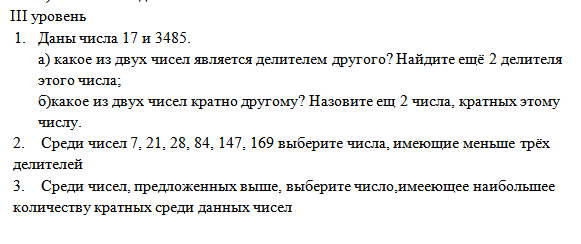 III уровень
1. Даны числа 17 и 3485.
а) какое из двух чисел является делителем другого? Найдите ещё 2 делителя
этого числа;
б)какое из двух чисел кратно другому? Назовите ещ 2 числа, кратных этому
числу.
2. Среди чисел 7, 21, 28, 84, 147, 169 выберите числа, имеющие меньше трёх
делителей
3. Среди чисел, предложенных выше, выберите число,имееющее наибольшее
количеству кратных среди данных чисел